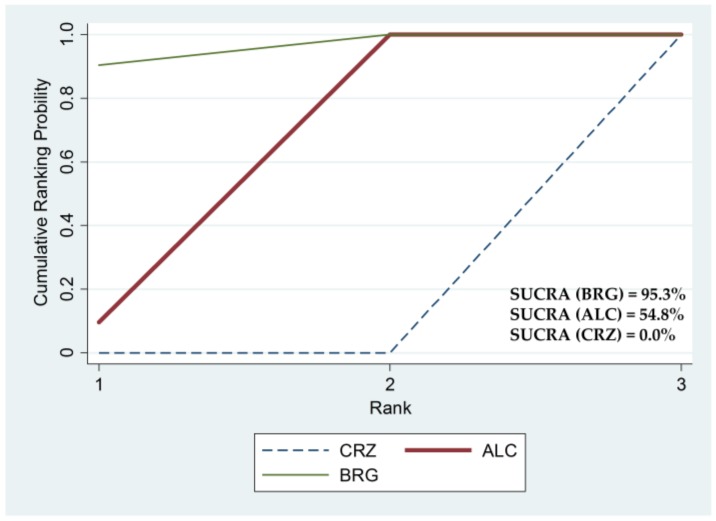 Cumulative Ranking Probility
1.0
0.8
0.6
0.4
0.2
0
SUCRA (BRG) = 95.3%
SUCRA (ALC) = 54.8%
SUCRA (CRZ) = 0.0%
1 2 3
Rank
CRZ ALC
BRG